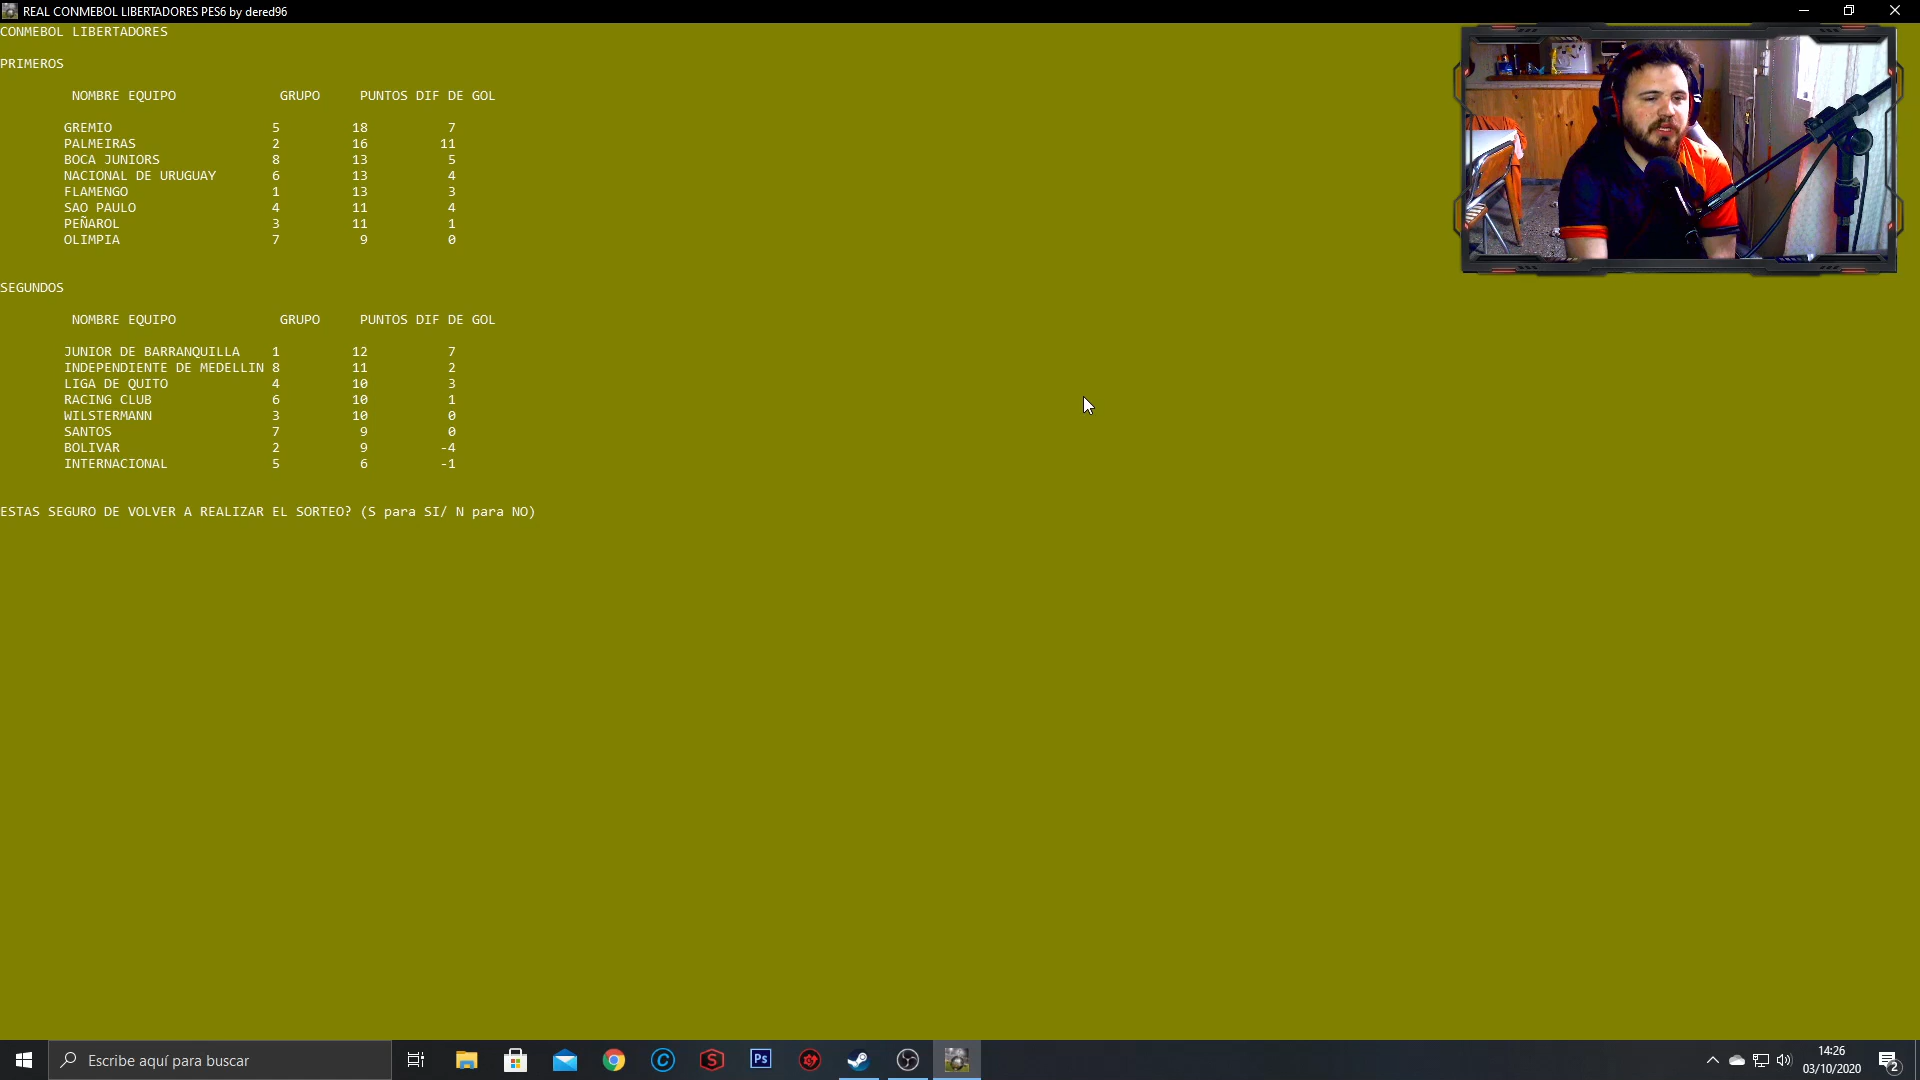 REAL CONMEBOL LIBERTADORES PES6 by dered96
CONMEBOL LIBERTADORES
PRIMEROS
NOMBRE EQUIPO GRUPO PUNTOS DIF DE GOL
GREMIO 5 18 7
PALMEIRAS 2 16 11
BOCA JUNIORS 8 13 5
NACIONAL DE URUGUAY 6 13 4
FLAMENGO 1 13 3
SAO PAULO 4 11 4
PEÑAROL 3 11 1
OLIMPIA 7 9 0
SEGUNDOS
NOMBRE EQUIPO GRUPO PUNTOS DIF DE GOL
JUNIOR DE BARRANQUILLA 1 12 7
INDEPENDIENTE DE MEDELLIN 8 11 2
LIGA DE QUITO 4 10 3
RACING CLUB 6 10 1
WILSTERMANN 3 10 0
SANTOS 7 9 0
BOLIVAR 2 9 -4
INTERNACIONAL 5 6 -1
ESTAS SEGURO DE VOLVER A REALIZAR EL SORTEO? (S para SI/ N para NO)
Escribe aquí para buscar
Ps
14:26
03/10/2020
2